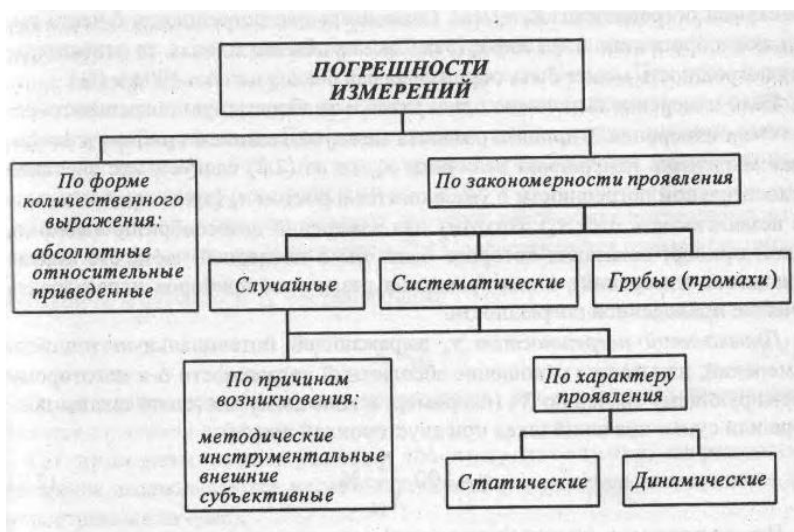 ПОГРЕШНОСТИ
ИЗМЕРЕНИЙ
По форме
количественного
выражения:
абсолютные
относительные
приведенные
По закономерности проявления
Случайные
Систематические
Грубые (промахи)
По причинам
возникновения:
методические
инструментальные
внешние
субъективные
По характеру
проявления
Статические
Динамические